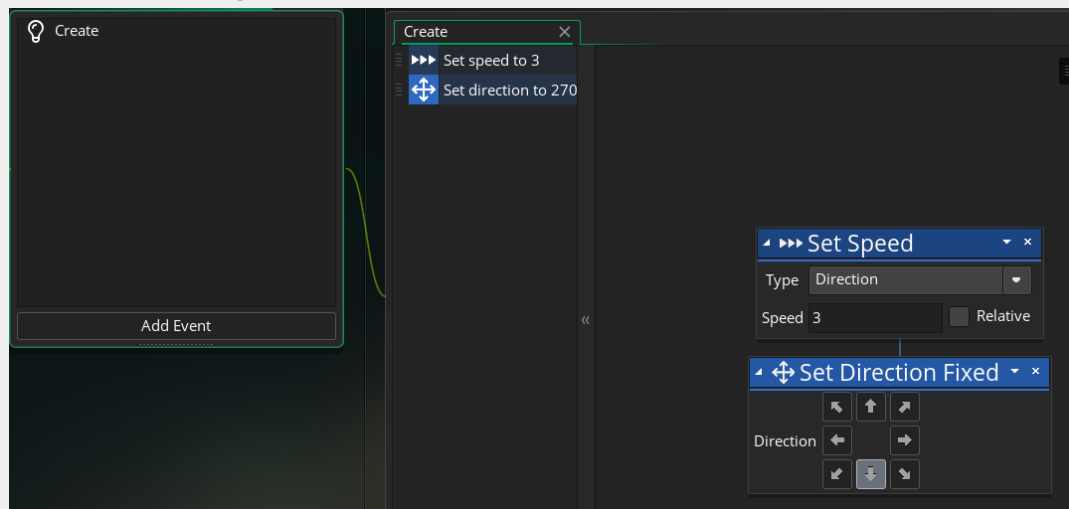 Create
Add Event
Create
Set speed to 3
Set direction to 270
Set Speed
Type Direction
Speed 3 Relative
Set Direction Fixed
Direction